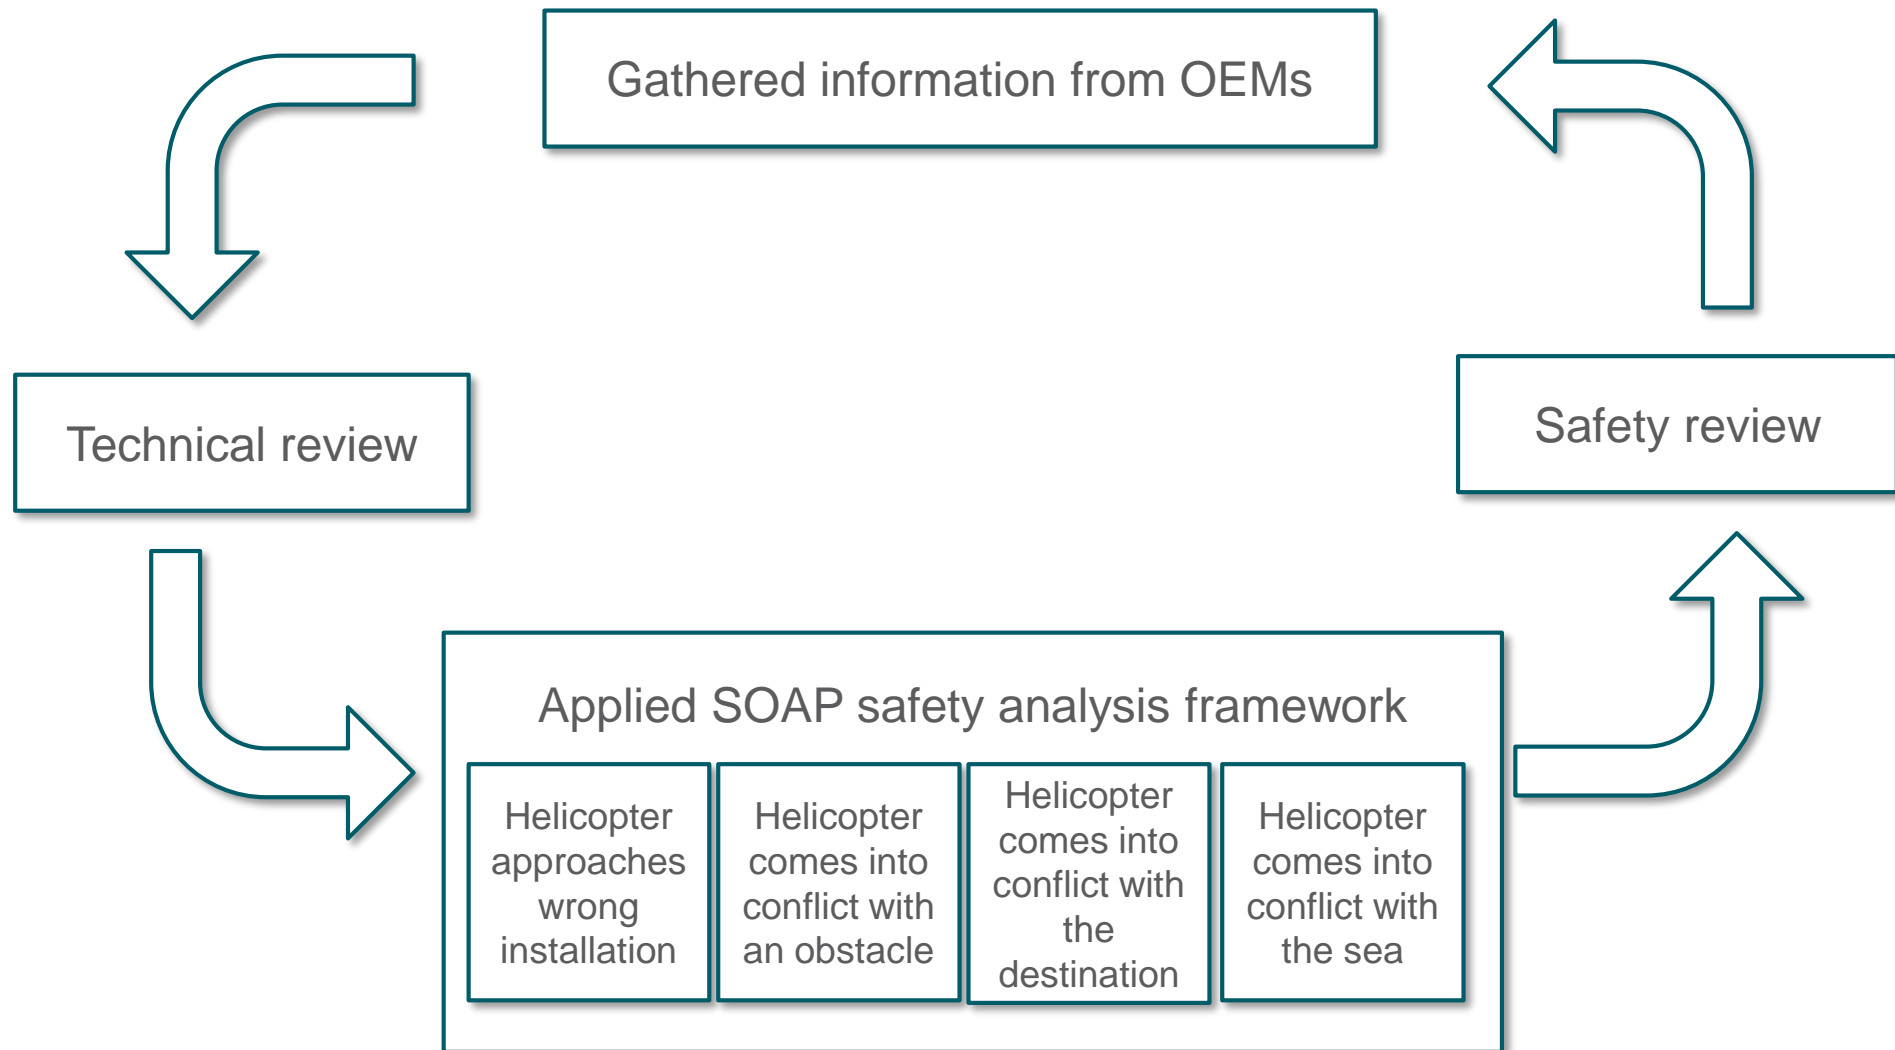 Gathered information from OEMs
Technical review
Safety review
Applied SOAP safety analysis framework
Helicopter
approaches
wrong
installation
Helicopter
comes into
conflict with
an obstacle
Helicopter
comes into
conflict with
the
destination
Helicopter
comes into
conflict with
the sea